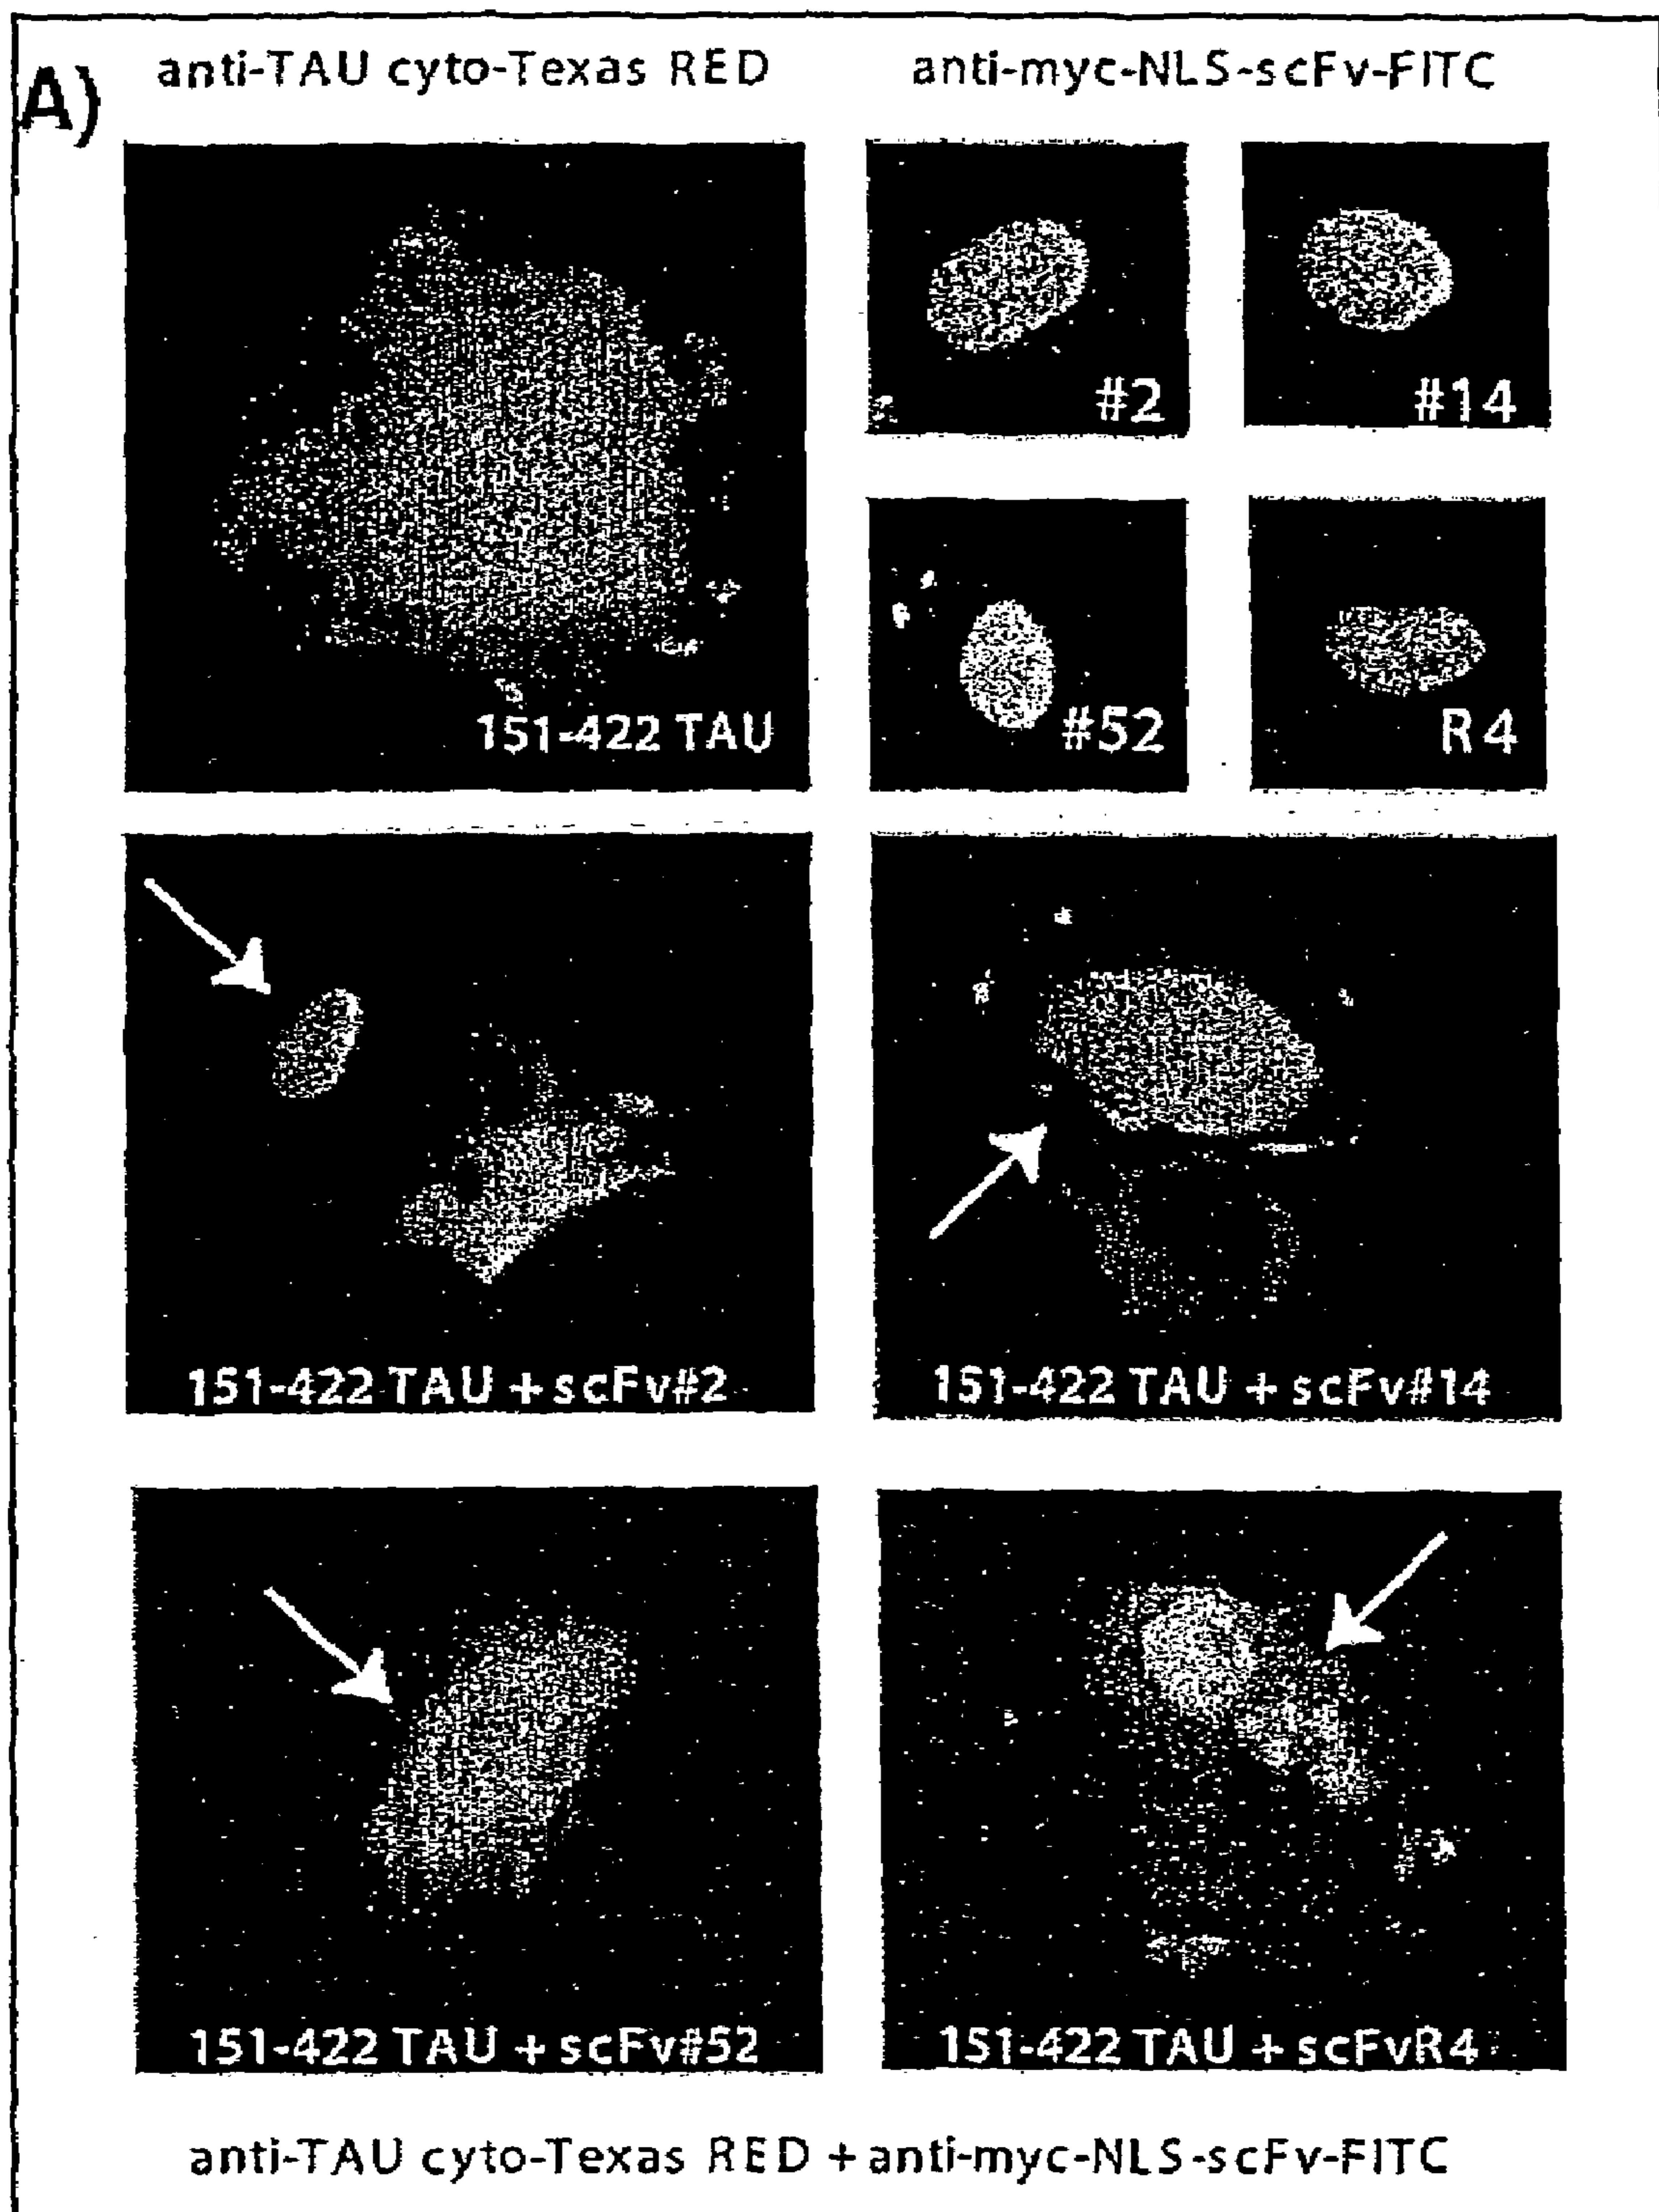 A)
anti-TAU cyto-Texas RED
anti-myc-NLS-scFv-FITC
151-422 TAU
#2
#14
#52
R4
151-422 TAU + scFv#2
151-422 TAU + scFv#14
151-422 TAU + scFv#52
151-422 TAU + scFvR4
anti-TAU cyto-Texas RED + anti-myc-NLS-scFv-FITC